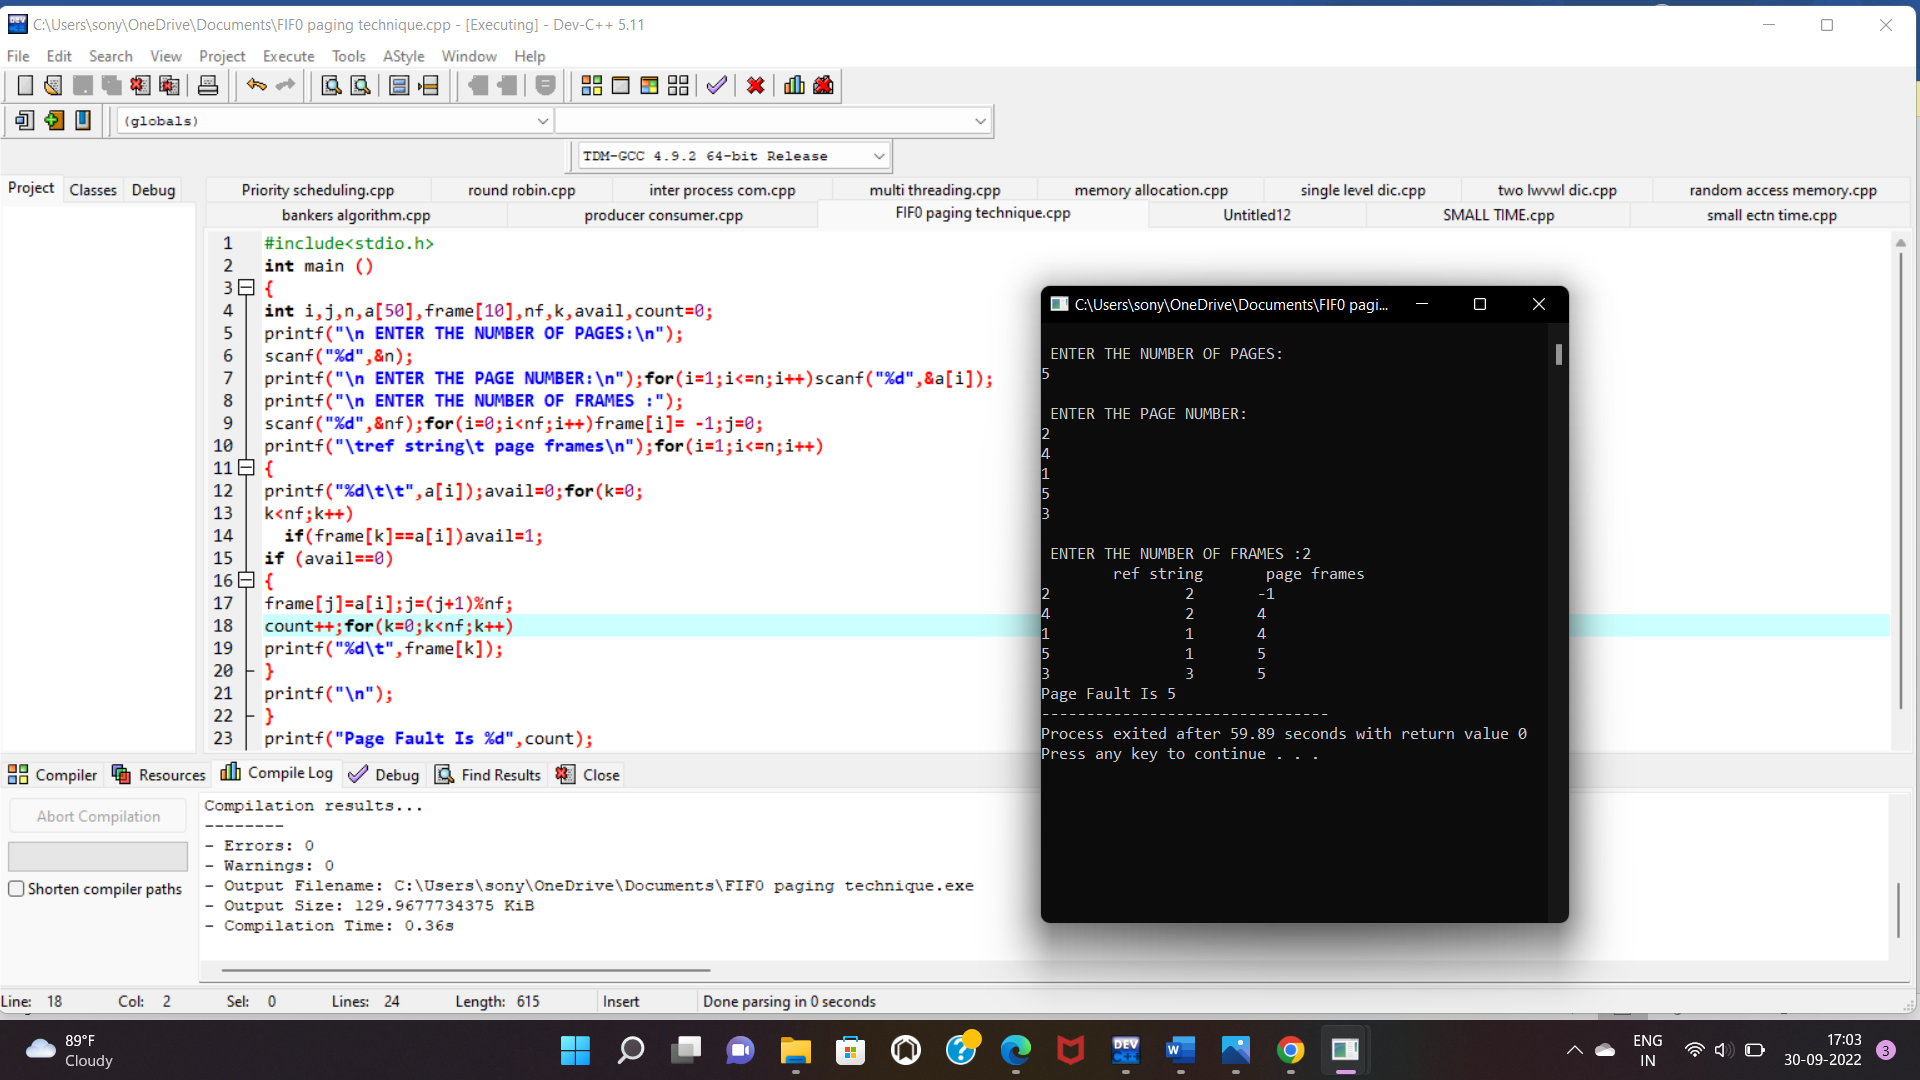 C:\Users\sony\OneDrive\Documents\FIF0 paging technique.cpp - [Executing] - Dev-C++ 5.11
File Edit Search View Project Execute Tools AStyle Window Help
(globals)
TDM-GCC 4.9.2 64-bit Release
Project Classes Debug
Priority scheduling.cpp round robin.cpp inter process com.cpp multi threading.cpp memory allocation.cpp single level dic.cpp two lwvwl dic.cpp random access memory.cpp
bankers algorithm.cpp producer consumer.cpp FIF0 paging technique.cpp Untitled12 SMALL TIME.cpp small ectn time.cpp
1 #include<stdio.h>
2 int main ()
3 {
4 int i,j,n,a[50],frame[10],nf,k,avail,count=0;
5 printf("\n ENTER THE NUMBER OF PAGES:\n");
6 scanf("%d",&n);
7 printf("\n ENTER THE PAGE NUMBER:\n");for(i=1;i<=n;i++)scanf("%d",&a[i]);
8 printf("\n ENTER THE NUMBER OF FRAMES :");
9 scanf("%d",&nf);for(i=0;i<nf;i++)frame[i]= -1;j=0;
10 printf("\tref string\t page frames\n");for(i=1;i<=n;i++)
11 {
12 printf("%d\t\t",a[i]);avail=0;for(k=0;
13 k<nf;k++)
14 if(frame[k]==a[i])avail=1;
15 if (avail==0)
16 {
17 frame[j]=a[i];j=(j+1)%nf;
18 count++;for(k=0;k<nf;k++)
19 printf("%d\t",frame[k]);
20 }
21 printf("\n");
22 }
23 printf("Page Fault Is %d",count);
C:\Users\sony\OneDrive\Documents\FIF0 pagi...
ENTER THE NUMBER OF PAGES:
5
ENTER THE PAGE NUMBER:
2
4
1
5
3
ENTER THE NUMBER OF FRAMES :2
ref string page frames
2 2 -1
4 2 4
1 1 4
5 1 5
3 3 5
Page Fault Is 5
--------------------------------
Process exited after 59.89 seconds with return value 0
Press any key to continue . . .
Compiler Resources Compile Log Debug Find Results Close
Abort Compilation
Shorten compiler paths
Compilation results...
--------
- Errors: 0
- Warnings: 0
- Output Filename: C:\Users\sony\OneDrive\Documents\FIF0 paging technique.exe
- Output Size: 129.9677734375 KiB
- Compilation Time: 0.36s
Line: 18 Col: 2 Sel: 0 Lines: 24 Length: 615 Insert Done parsing in 0 seconds
89°F
Cloudy
DEV
C++
W
ENG
IN
17:03
30-09-2022
3